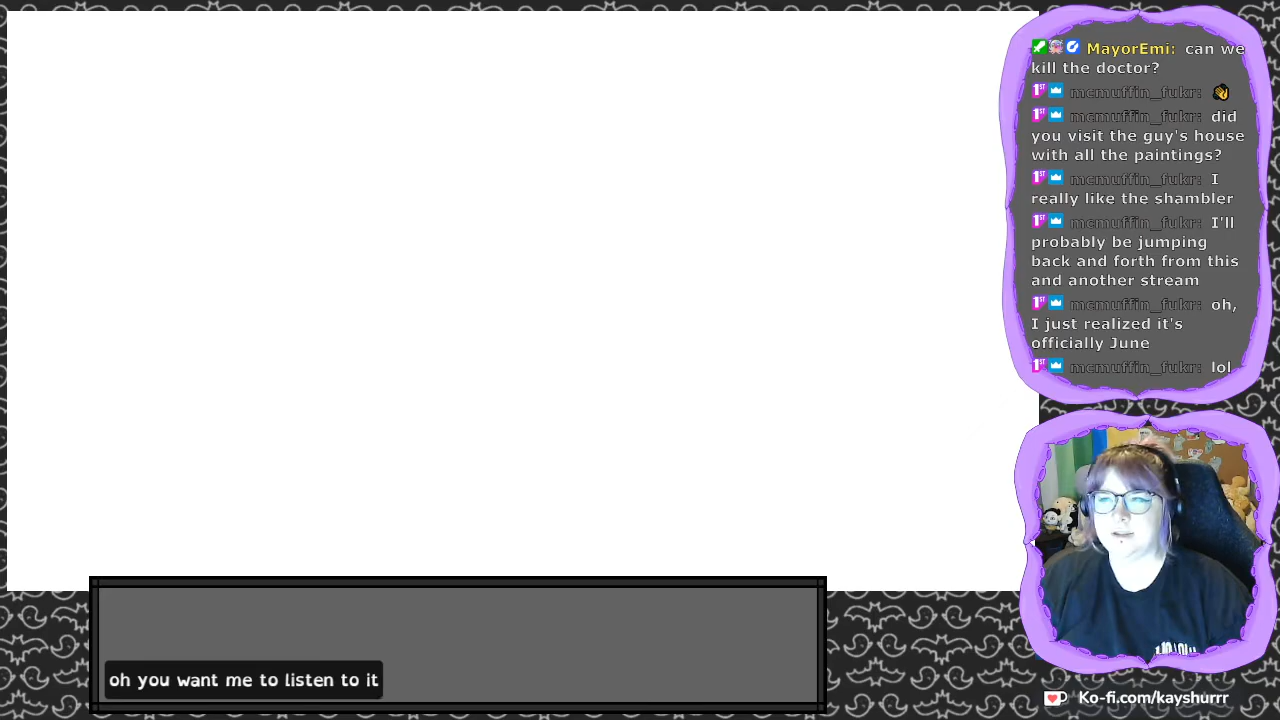 MayorEmi: can we
kill the doctor?
mcmuffin_fukr:
mcmuffin_fukr: did
you visit the guy's house
with all the paintings?
mcmuffin_fukr: I
really like the shambler
mcmuffin_fukr: I'll
probably be jumping
back and forth from this
and another stream
mcmuffin_fukr: oh,
I just realized it's
officially June
mcmuffin_fukr: lol
oh you want me to listen to it
Ko-fi.com/kayshurrr